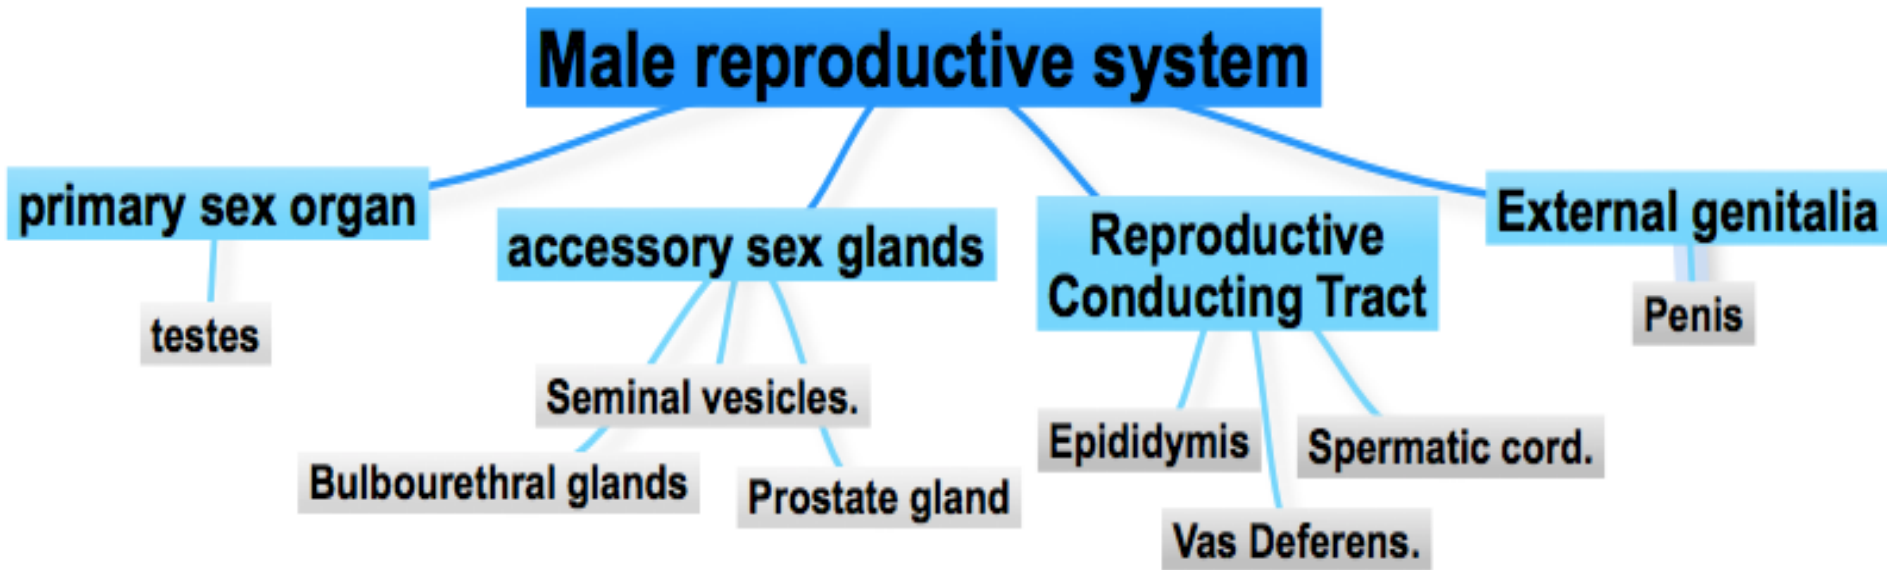 Male reproductive system
primary sex organ
testes
accessory sex glands
Seminal vesicles.
Bulbourethral glands
Prostate gland
Reproductive
Conducting Tract
Epididymis
Spermatic cord.
Vas Deferens.
External genitalia
Penis